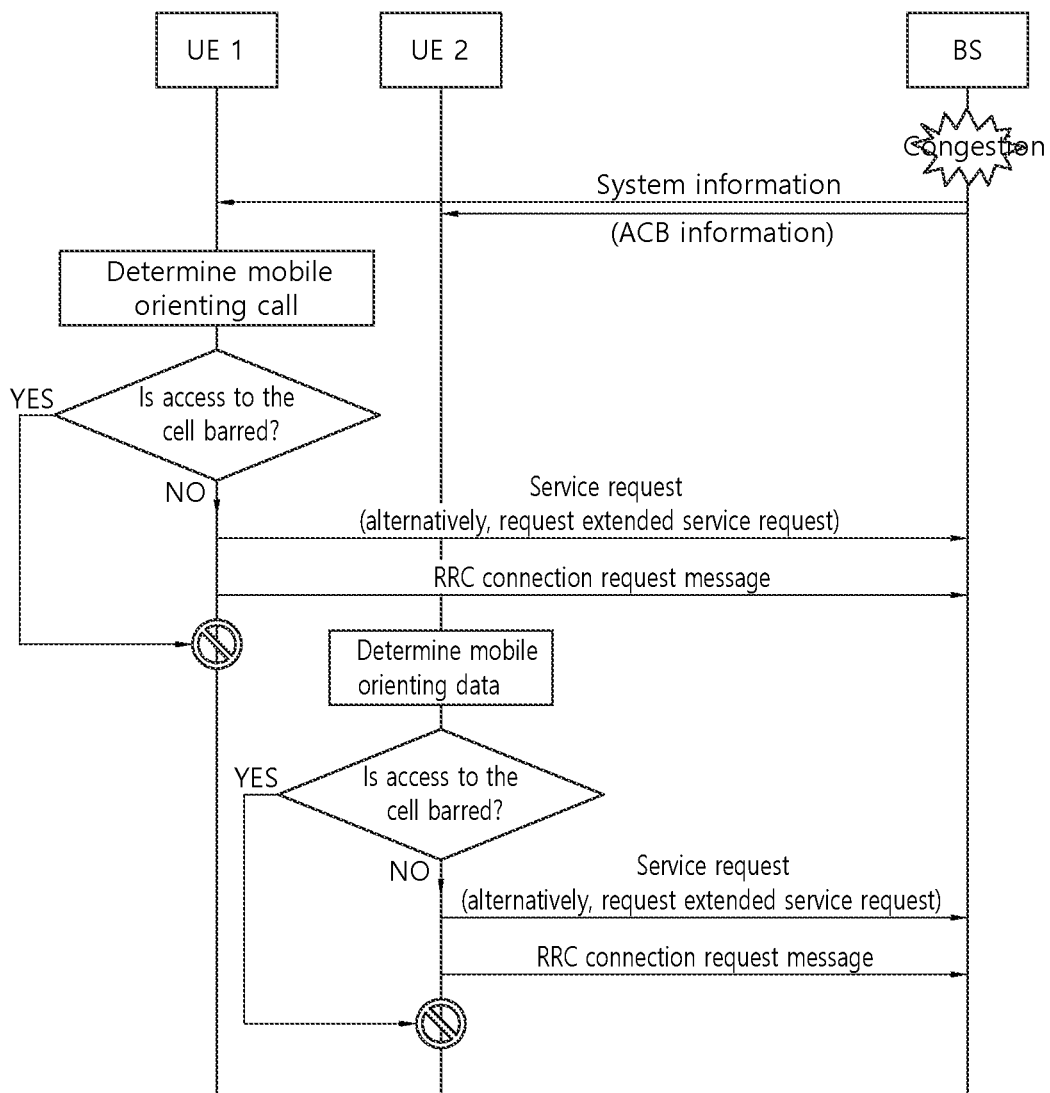 UE 1
UE 2
BS
Congestion
System information
(ACB information)
Determine mobile
orienting call
YES
Is access to the
cell barred?
NO
Service request
(alternatively, request extended service request)
RRC connection request message
Determine mobile
orienting data
YES
Is access to the
cell barred?
NO
Service request
(alternatively, request extended service request)
RRC connection request message